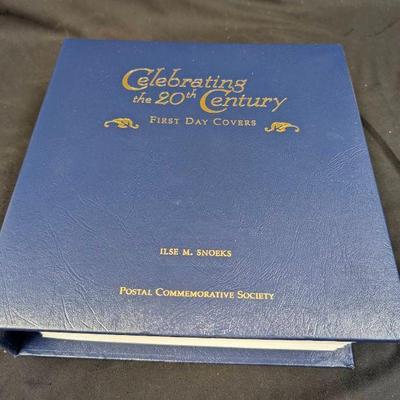 Celebrating
the 20th Century
FIRST DAY COVERS
ILSE M. SNOEKS
POSTAL COMMEMORATIVE SOCIETY